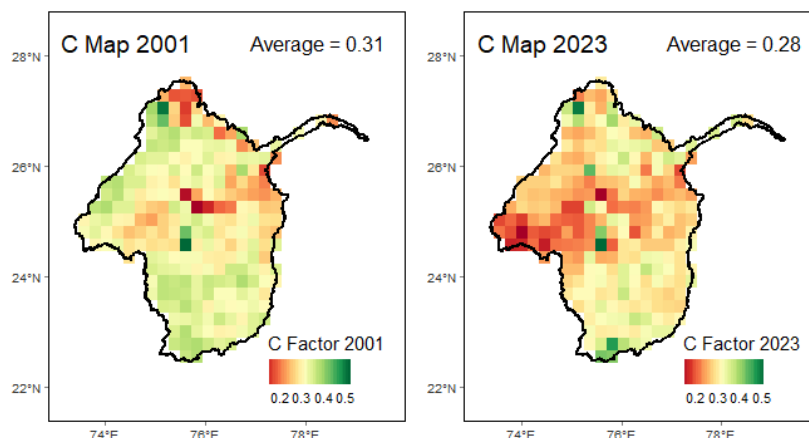 C Map 2001 Average = 0.31
28°N
26°N
24°N
22°N
C Factor 2001
0.2 0.3 0.4 0.5
74°E 76°E 78°E
C Map 2023 Average = 0.28
28°N
26°N
24°N
22°N
C Factor 2023
0.2 0.3 0.4 0.5
74°E 76°E 78°E